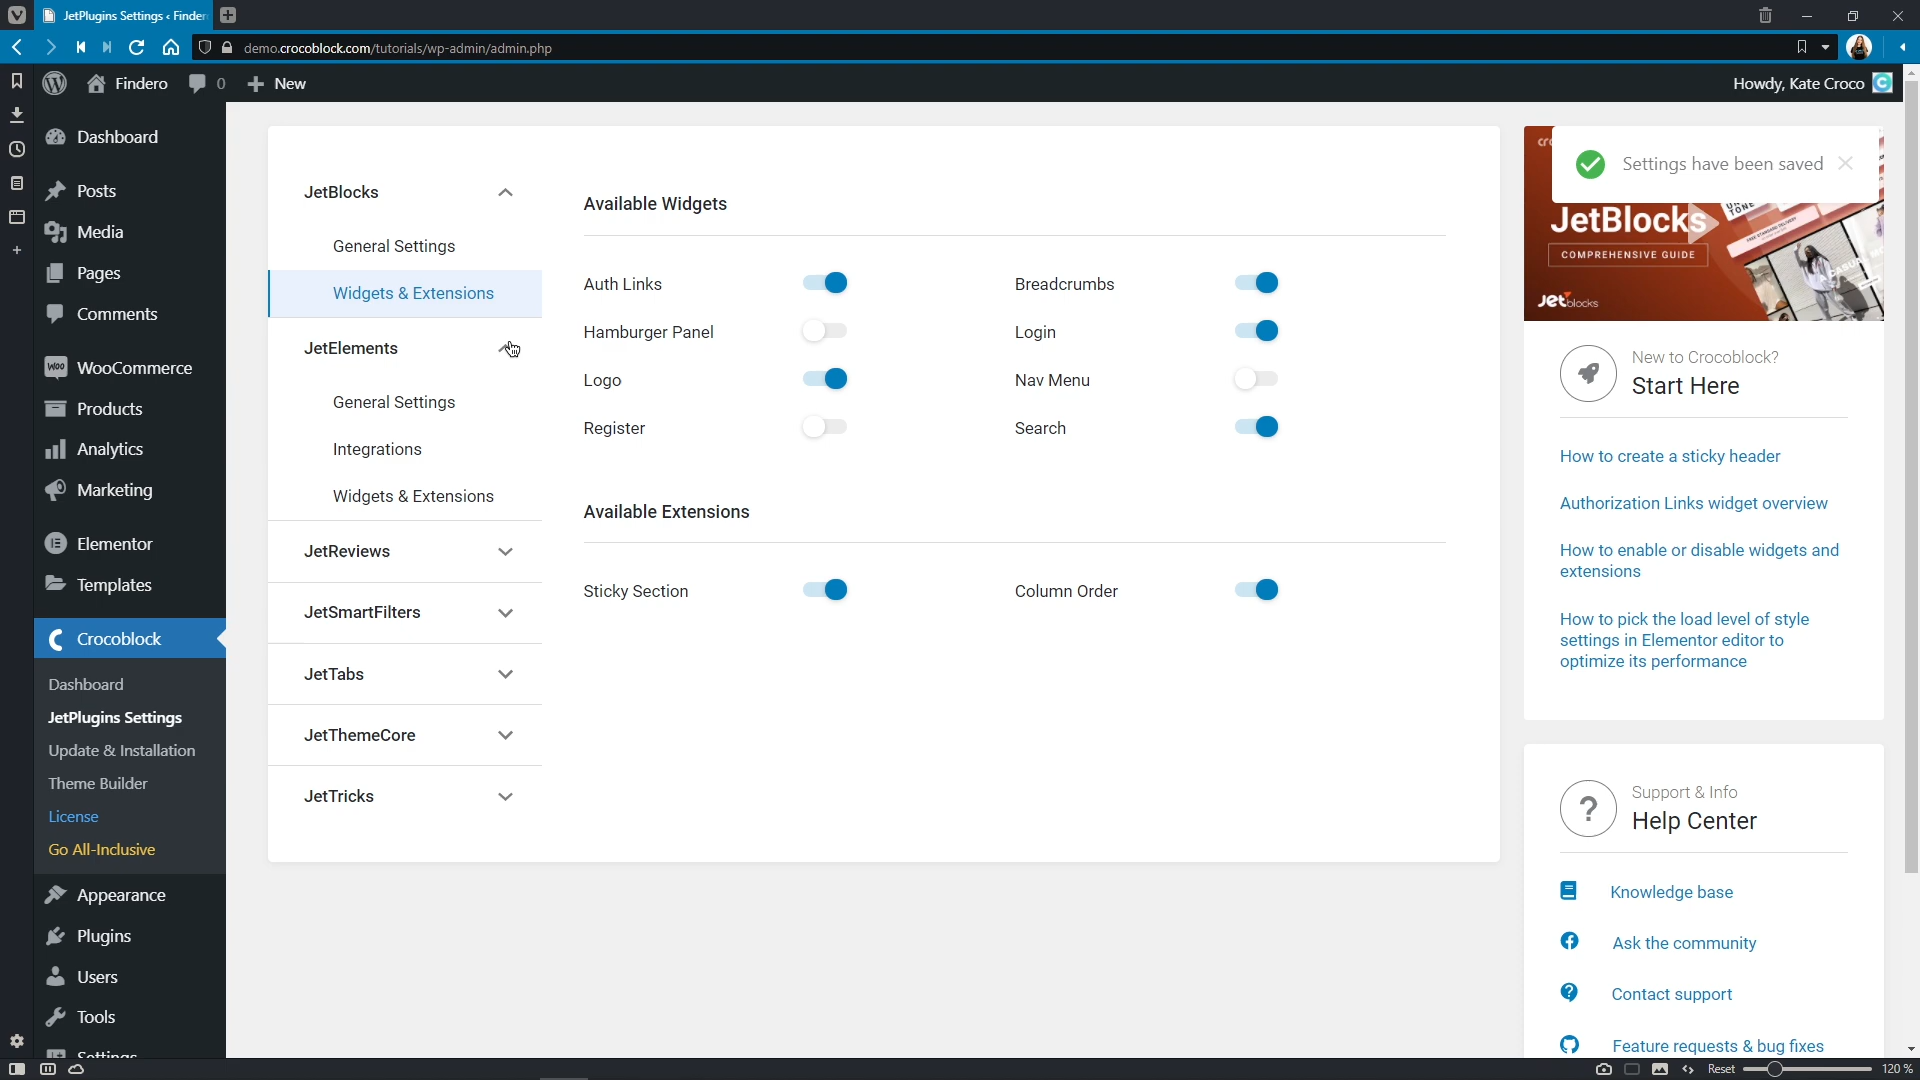 JetPlugins Settings ‹ Finder
demo.crocoblock.com/tutorials/wp-admin/admin.php
Findero
0
New
Howdy, Kate Croco
Dashboard
Posts
Media
Pages
Comments
WooCommerce
Products
Analytics
Marketing
Elementor
Templates
Crocoblock
Dashboard
JetPlugins Settings
Update & Installation
Theme Builder
License
Go All-Inclusive
Appearance
Plugins
Users
Tools
Settings
JetBlocks
General Settings
Widgets & Extensions
JetElements
General Settings
Integrations
Widgets & Extensions
JetReviews
JetSmartFilters
JetTabs
JetThemeCore
JetTricks
Available Widgets
Auth Links
Breadcrumbs
Hamburger Panel
Login
Logo
Nav Menu
Register
Search
Available Extensions
Sticky Section
Column Order
Settings have been saved
JetBlocks
COMPREHENSIVE GUIDE
Jetblocks
New to Crocoblock?
Start Here
How to create a sticky header
Authorization Links widget overview
How to enable or disable widgets and
extensions
How to pick the load level of style
settings in Elementor editor to
optimize its performance
Support & Info
Help Center
Knowledge base
Ask the community
Contact support
Feature requests & bug fixes
Reset
120 %